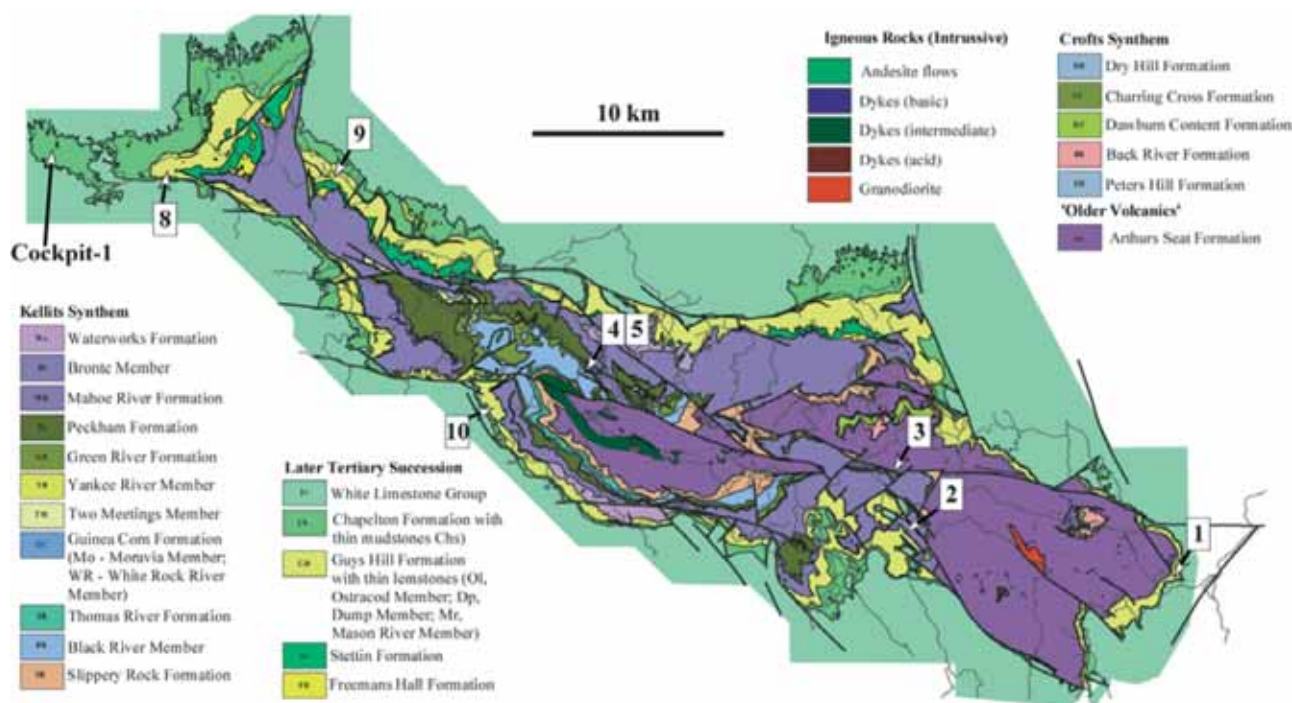 Igneous Rocks (Intrussive)
Andesite flows
Dykes (basic)
Dykes (intermediate)
Dykes (acid)
Granodiorite
Crofts Synthem
Dry Hill Formation
Charring Cross Formation
Dawburn Content Formation
Back River Formation
Peters Hill Formation
'Older Volcanics'
Arthurs Seat Formation
10 km
9
8
Cockpit-1
4 5
10
3
2
1
Kellits Synthem
Waterworks Formation
Bronte Member
Mahoe River Formation
Peckham Formation
Green River Formation
Yankee River Member
Two Meetings Member
Guinea Corn Formation
(Mo - Moravia Member;
WR - White Rock River
Member)
Thomas River Formation
Black River Member
Slippery Rock Formation
Later Tertiary Succession
White Limestone Group
Chapelton Formation with
thin mudstones Chs)
Guys Hill Formation
with thin lemstones (Ol,
Ostracod Member; Dp,
Dump Member; Mr,
Mason River Member)
Stettin Formation
Freemans Hall Formation